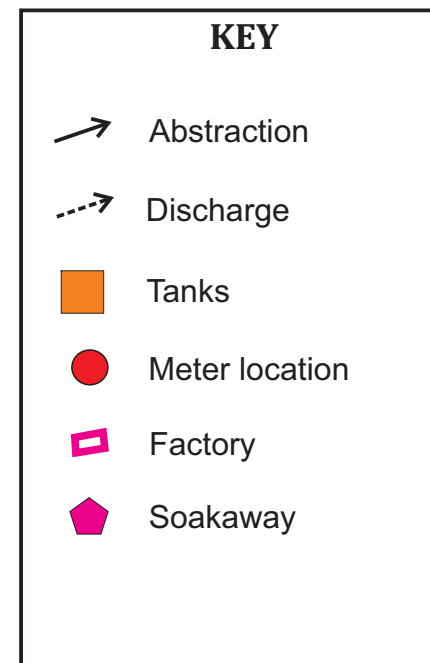 KEY
Abstraction
Discharge
Tanks
Meter location
Factory
Soakaway